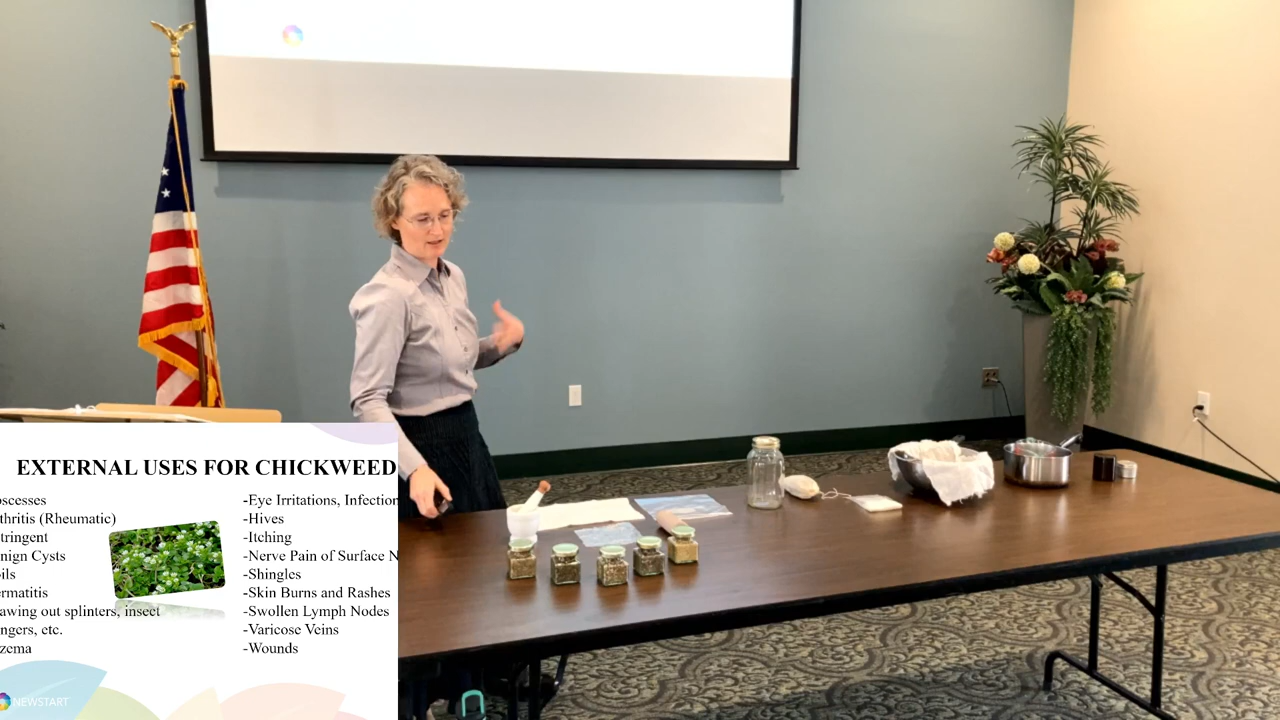 EXTERNAL USES FOR CHICKWEED
scesses
thritis (Rheumatic)
tringent
nign Cysts
ils
ermatitis
awing out splinters, insect
ngers, etc.
zema
-Eye Irritations, Infection
-Hives
-Itching
-Nerve Pain of Surface N
-Shingles
-Skin Burns and Rashes
-Swollen Lymph Nodes
-Varicose Veins
-Wounds
NEWSTART